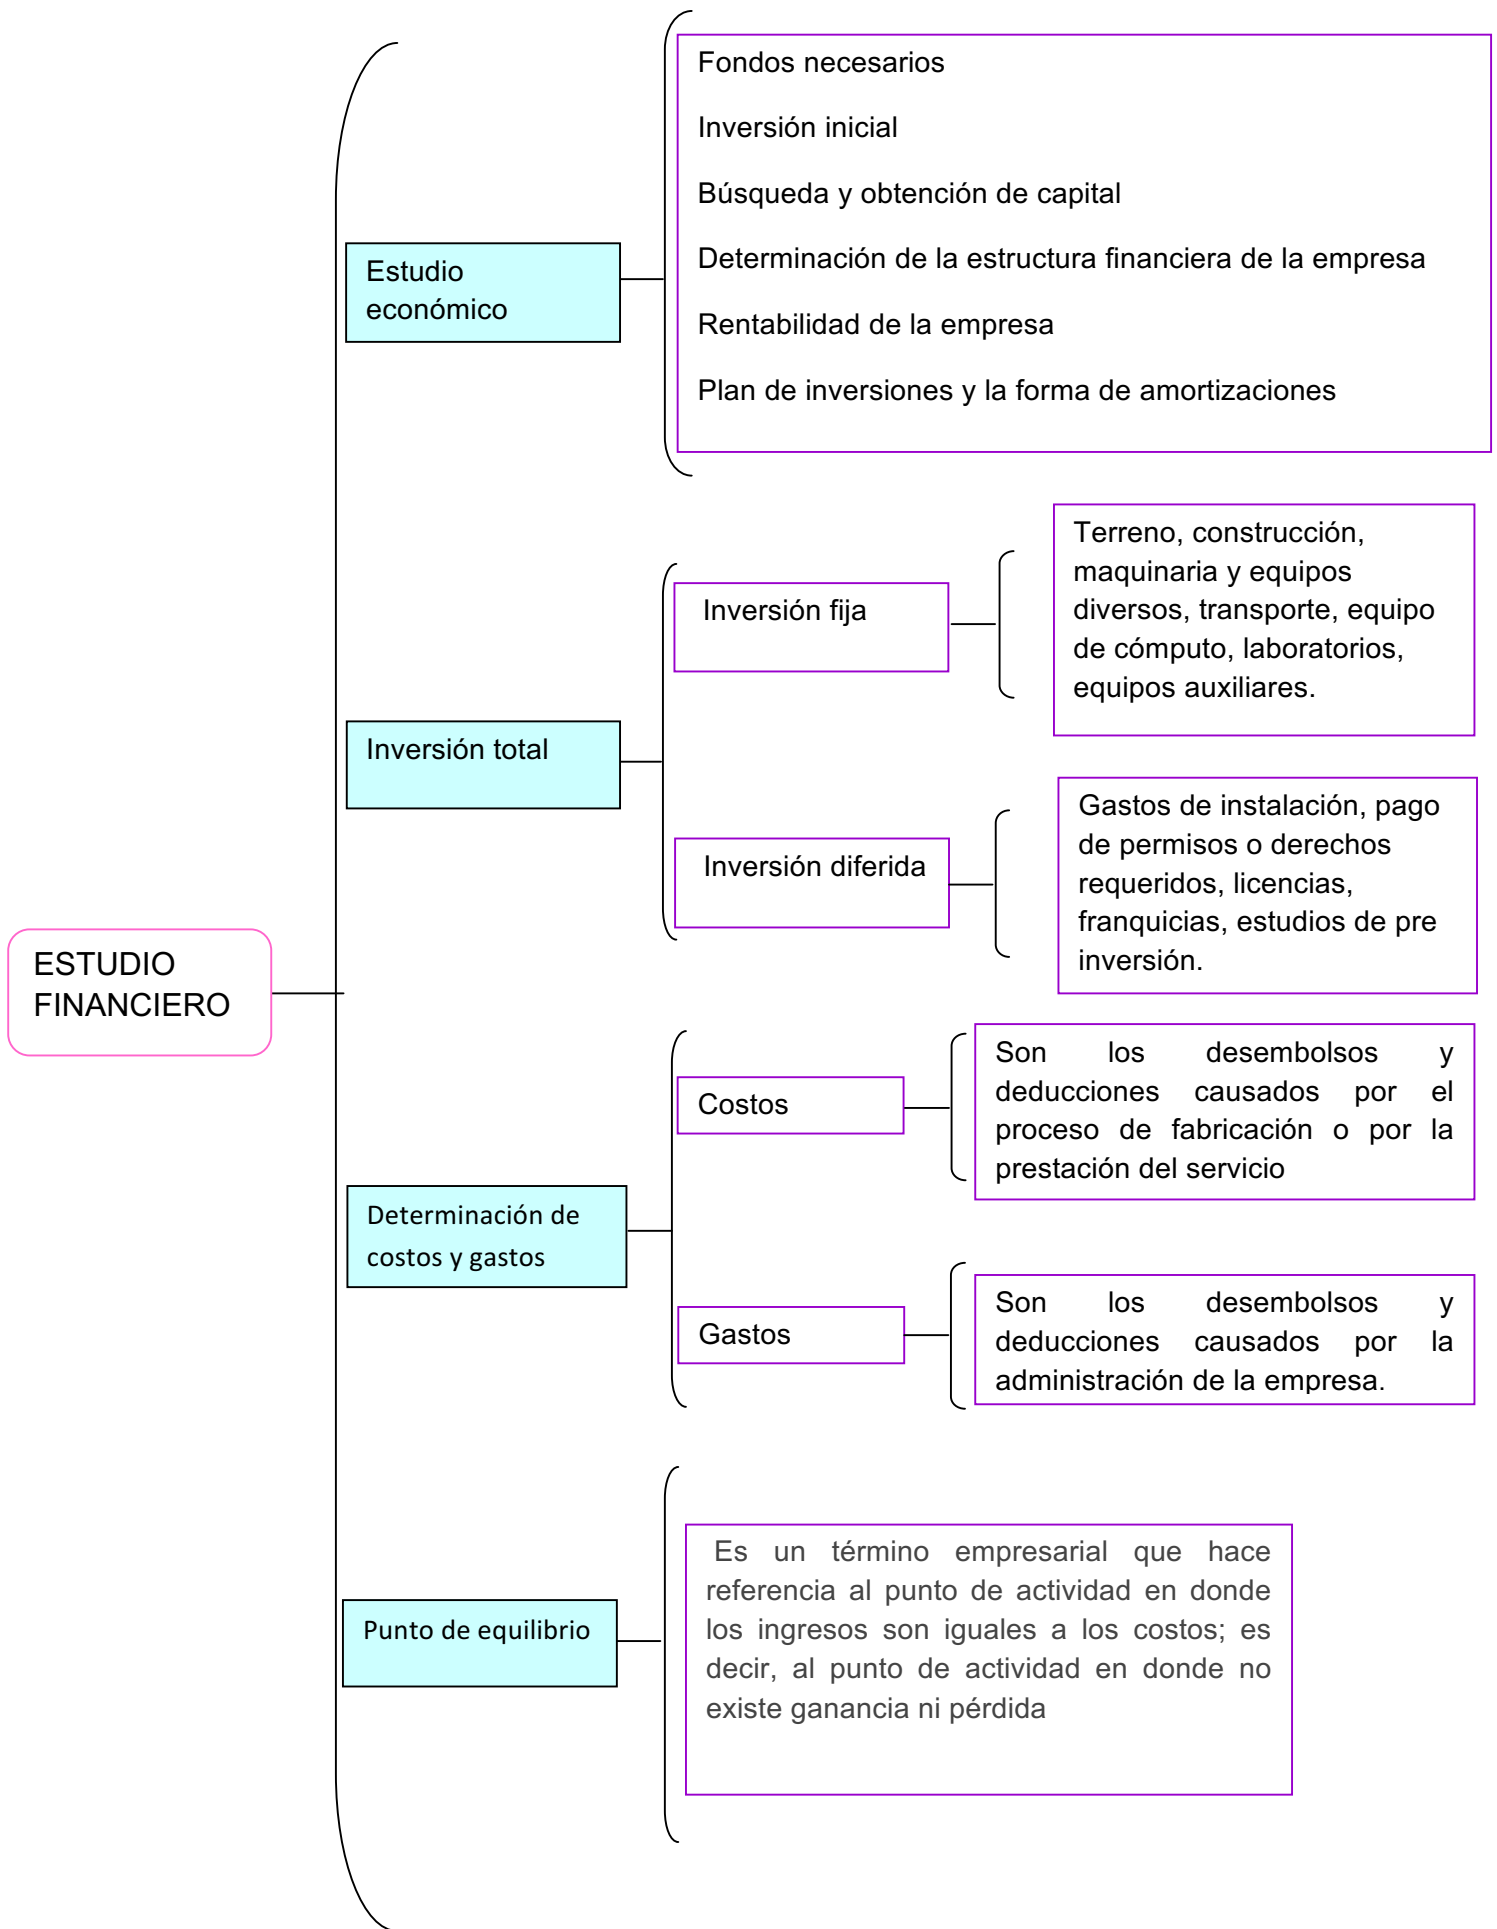 Fondos necesarios
Inversión inicial
Búsqueda y obtención de capital
Determinación de la estructura financiera de la empresa
Rentabilidad de la empresa
Plan de inversiones y la forma de amortizaciones
Estudio
económico
Terreno, construcción,
maquinaria y equipos
diversos, transporte, equipo
de cómputo, laboratorios,
equipos auxiliares.
Inversión fija
Inversión total
Inversión diferida
Gastos de instalación, pago
de permisos o derechos
requeridos, licencias,
franquicias, estudios de pre
inversión.
ESTUDIO
FINANCIERO
Costos
Son los desembolsos y
deducciones causados por el
proceso de fabricación o por la
prestación del servicio
Determinación de
costos y gastos
Gastos
Son los desembolsos y
deducciones causados por la
administración de la empresa.
Punto de equilibrio
Es un término empresarial que hace
referencia al punto de actividad en donde
los ingresos son iguales a los costos; es
decir, al punto de actividad en donde no
existe ganancia ni pérdida